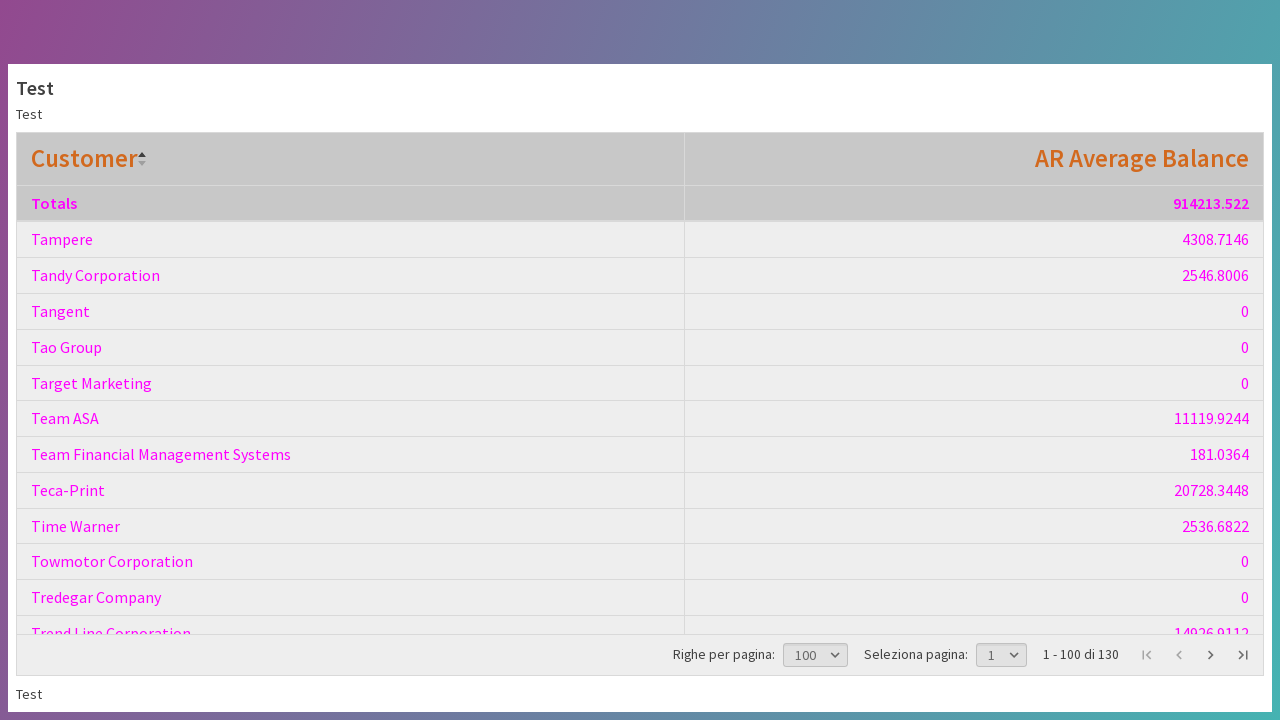 Test
Test
Customer AR Average Balance
Totals 914213.522
Tampere 4308.7146
Tandy Corporation 2546.8006
Tangent 0
Tao Group 0
Target Marketing 0
Team ASA 11119.9244
Team Financial Management Systems 181.0364
Teca-Print 20728.3448
Time Warner 2536.6822
Towmotor Corporation 0
Tredegar Company 0
Trend Line Corporation 14926.9112
Righe per pagina: 100 Seleziona pagina: 1 1 - 100 di 130
Test